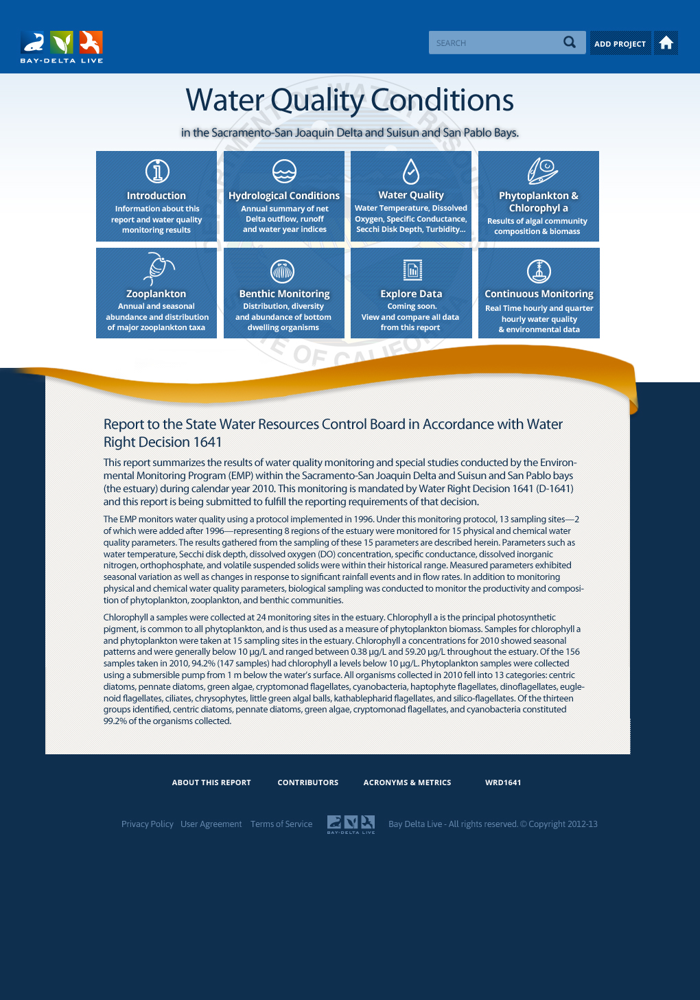 BAY-DELTA LIVE
SEARCH
ADD PROJECT
DEPARTMENT OF WATER RESOURCES
STATE OF CALIFORNIA
Water Quality Conditions
in the Sacramento-San Joaquin Delta and Suisun and San Pablo Bays.
Introduction
Information about this
report and water quality
monitoring results
Hydrological Conditions
Annual summary of net
Delta outflow, runoff
and water year indices
Water Quality
Water Temperature, Dissolved
Oxygen, Specific Conductance,
Secchi Disk Depth, Turbidity...
Phytoplankton &
Chlorophyl a
Results of algal community
composition & biomass
Zooplankton
Annual and seasonal
abundance and distribution
of major zooplankton taxa
Benthic Monitoring
Distribution, diversity
and abundance of bottom
dwelling organisms
Explore Data
Coming soon.
View and compare all data
from this report
Continuous Monitoring
Real Time hourly and quarter
hourly water quality
& environmental data
Report to the State Water Resources Control Board in Accordance with Water
Right Decision 1641
This report summarizes the results of water quality monitoring and special studies conducted by the Environ-
mental Monitoring Program (EMP) within the Sacramento-San Joaquin Delta and Suisun and San Pablo bays
(the estuary) during calendar year 2010. This monitoring is mandated by Water Right Decision 1641 (D-1641)
and this report is being submitted to fulfill the reporting requirements of that decision.
The EMP monitors water quality using a protocol implemented in 1996. Under this monitoring protocol, 13 sampling sites—2
of which were added after 1996—representing 8 regions of the estuary were monitored for 15 physical and chemical water
quality parameters. The results gathered from the sampling of these 15 parameters are described herein. Parameters such as
water temperature, Secchi disk depth, dissolved oxygen (DO) concentration, specific conductance, dissolved inorganic
nitrogen, orthophosphate, and volatile suspended solids were within their historical range. Measured parameters exhibited
seasonal variation as well as changes in response to significant rainfall events and in flow rates. In addition to monitoring
physical and chemical water quality parameters, biological sampling was conducted to monitor the productivity and composi-
tion of phytoplankton, zooplankton, and benthic communities.
Chlorophyll a samples were collected at 24 monitoring sites in the estuary. Chlorophyll a is the principal photosynthetic
pigment, is common to all phytoplankton, and is thus used as a measure of phytoplankton biomass. Samples for chlorophyll a
and phytoplankton were taken at 15 sampling sites in the estuary. Chlorophyll a concentrations for 2010 showed seasonal
patterns and were generally below 10 µg/L and ranged between 0.38 µg/L and 59.20 µg/L throughout the estuary. Of the 156
samples taken in 2010, 94.2% (147 samples) had chlorophyll a levels below 10 µg/L. Phytoplankton samples were collected
using a submersible pump from 1 m below the water's surface. All organisms collected in 2010 fell into 13 categories: centric
diatoms, pennate diatoms, green algae, cryptomonad flagellates, cyanobacteria, haptophyte flagellates, dinoflagellates, eugle-
noid flagellates, ciliates, chrysophytes, little green algal balls, kathablepharid flagellates, and silico-flagellates. Of the thirteen
groups identified, centric diatoms, pennate diatoms, green algae, cryptomonad flagellates, and cyanobacteria constituted
99.2% of the organisms collected.
ABOUT THIS REPORT CONTRIBUTORS ACRONYMS & METRICS WRD1641
Privacy Policy User Agreement Terms of Service BAY-DELTA LIVE Bay Delta Live - All rights reserved. © Copyright 2012-13